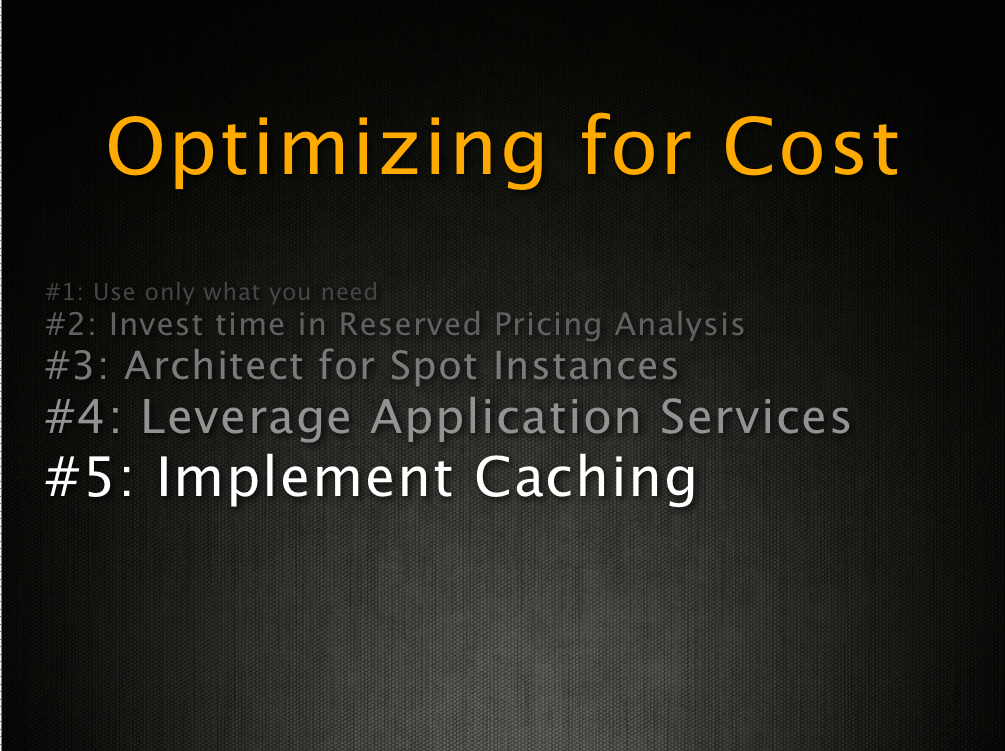 Optimizing for Cost
#1: Use only what you need
#2: Invest time in Reserved Pricing Analysis
#3: Architect for Spot Instances
#4: Leverage Application Services
#5: Implement Caching